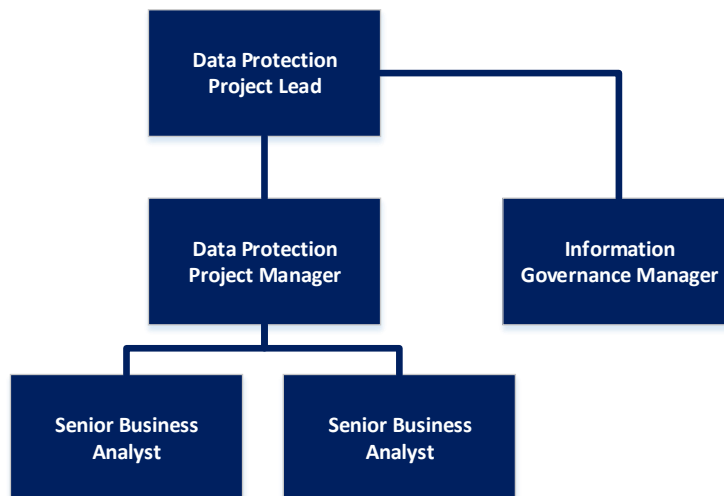 Data Protection
Project Lead
Data Protection
Project Manager
Information
Governance Manager
Senior Business
Analyst
Senior Business
Analyst